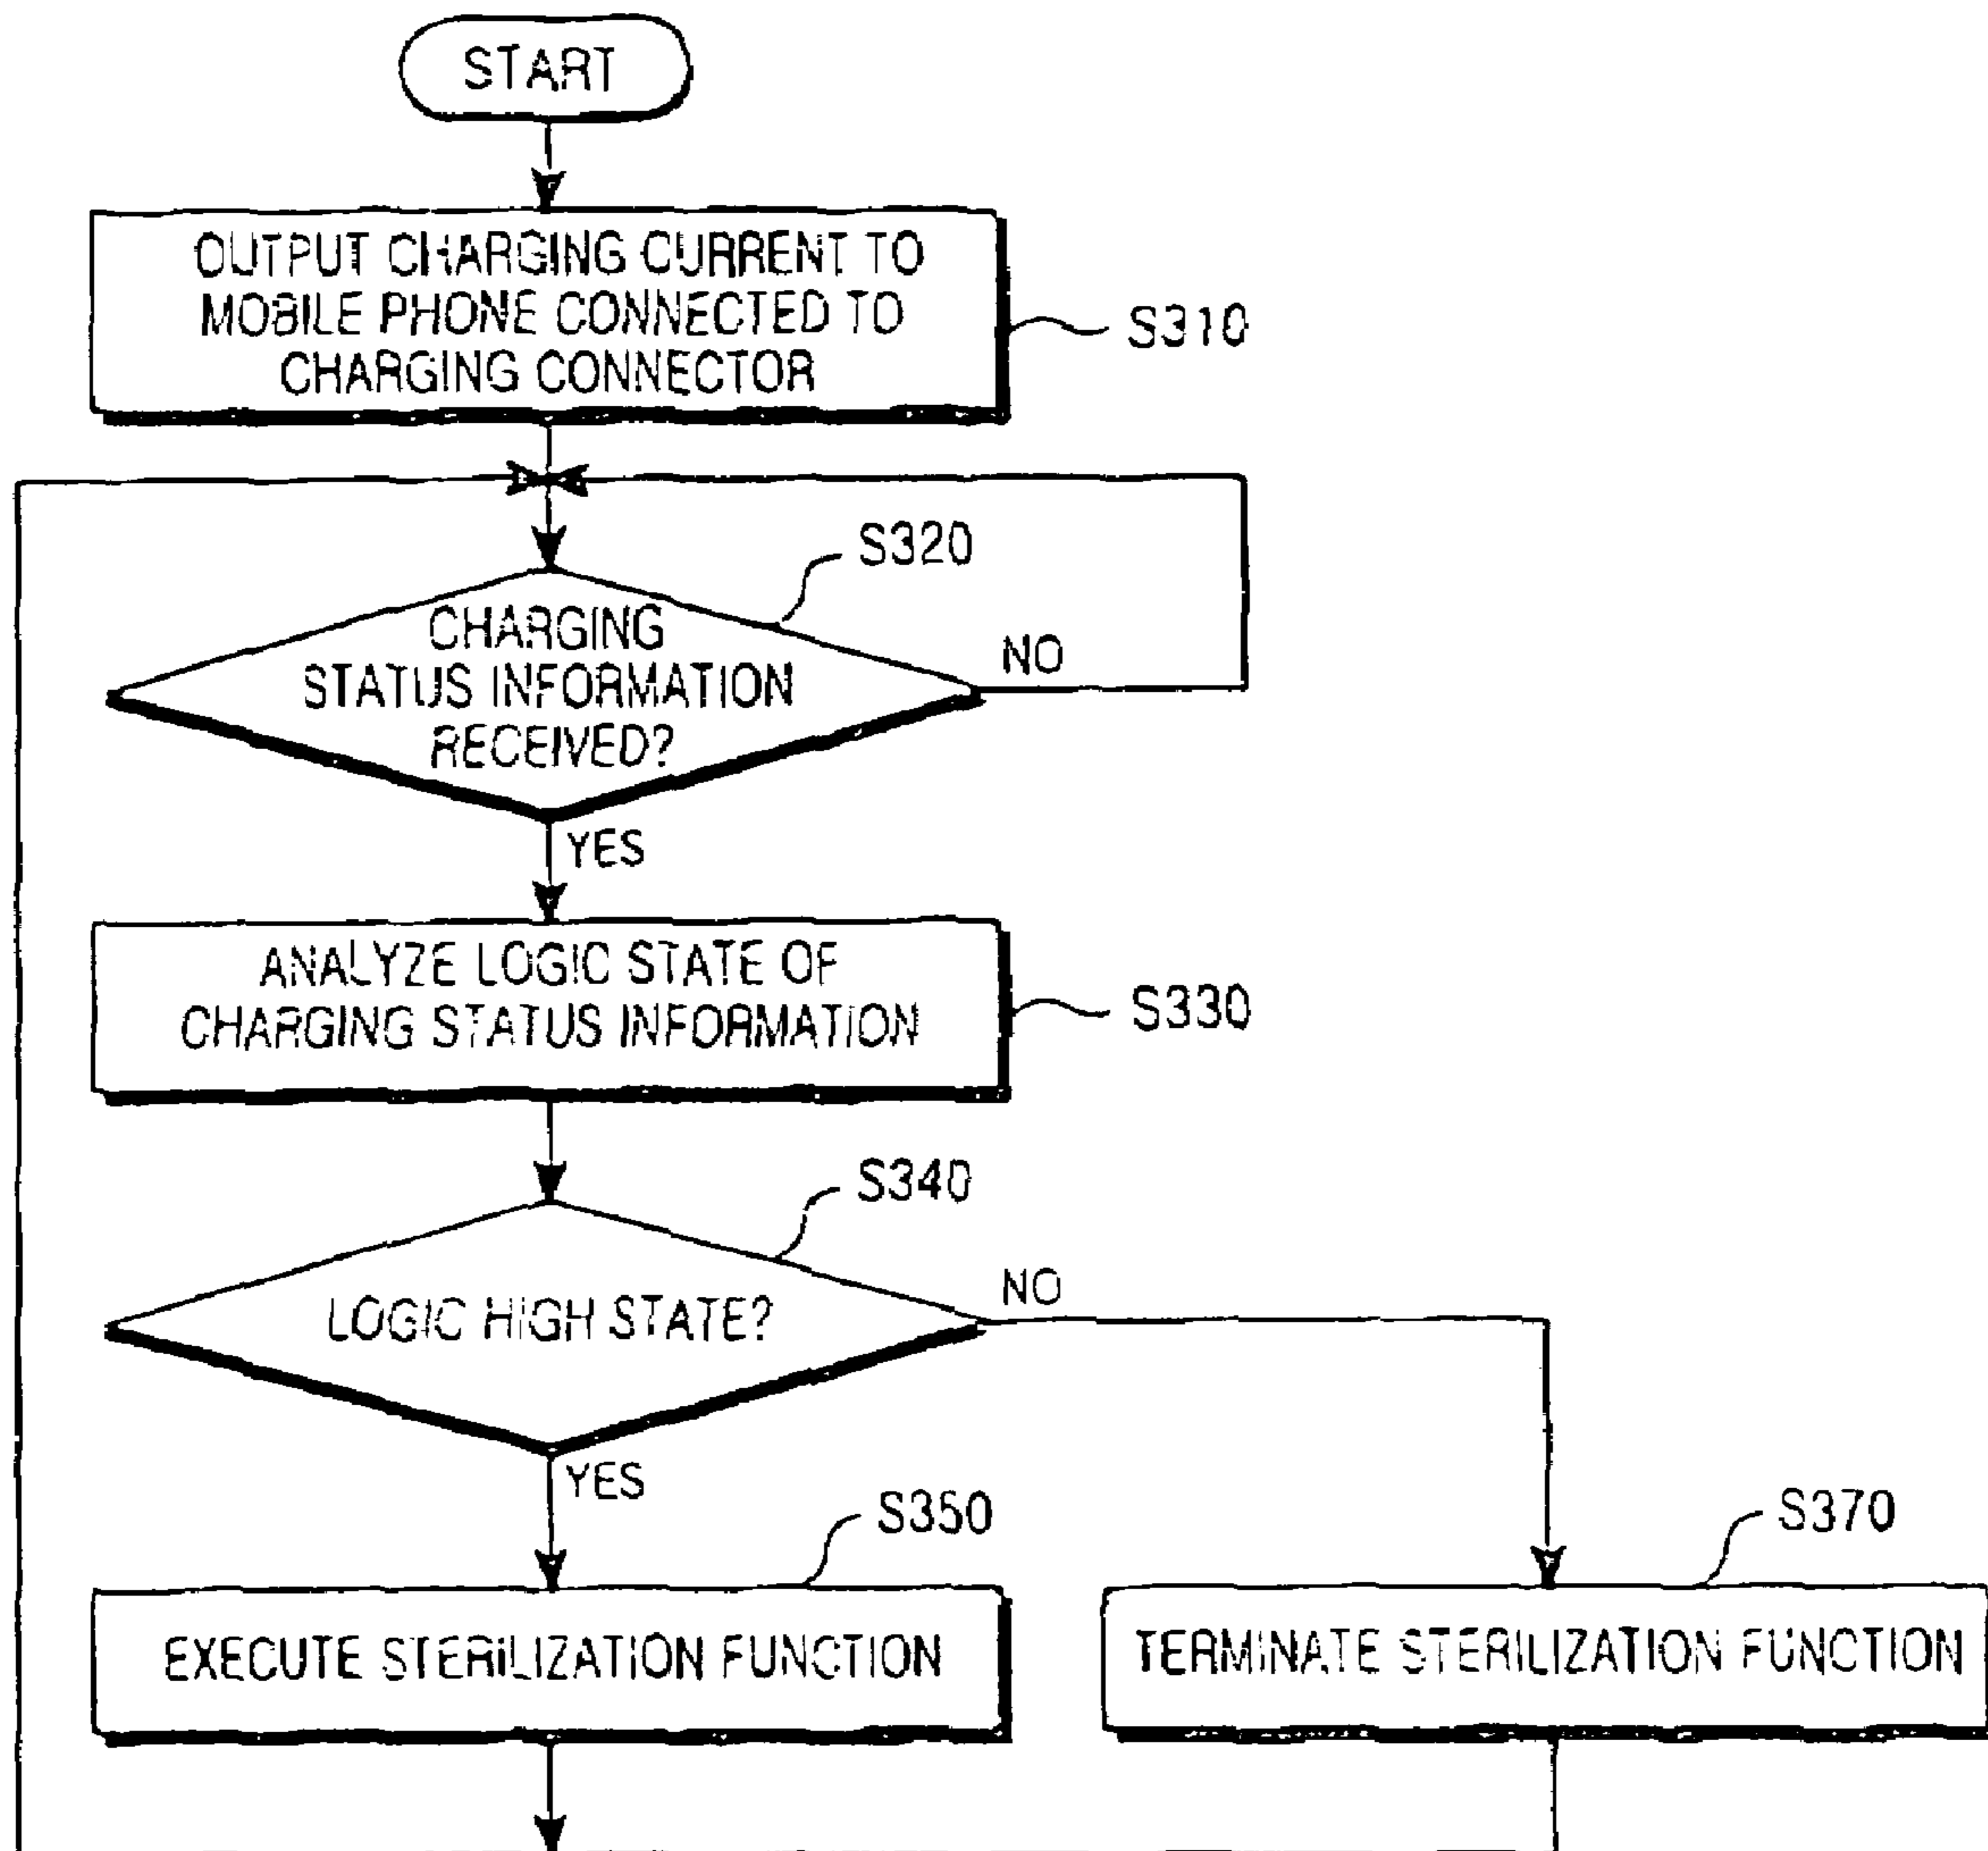 START
OUTPUT CHARGING CURRENT TO
MOBILE PHONE CONNECTED TO
CHARGING CONNECTOR
S310
S320
CHARGING
STATUS INFORMATION
RECEIVED?
NO
YES
ANALYZE LOGIC STATE OF
CHARGING STATUS INFORMATION
S330
S340
LOGIC HIGH STATE?
NO
YES
S350
S370
EXECUTE STERILIZATION FUNCTION
TERMINATE STERILIZATION FUNCTION